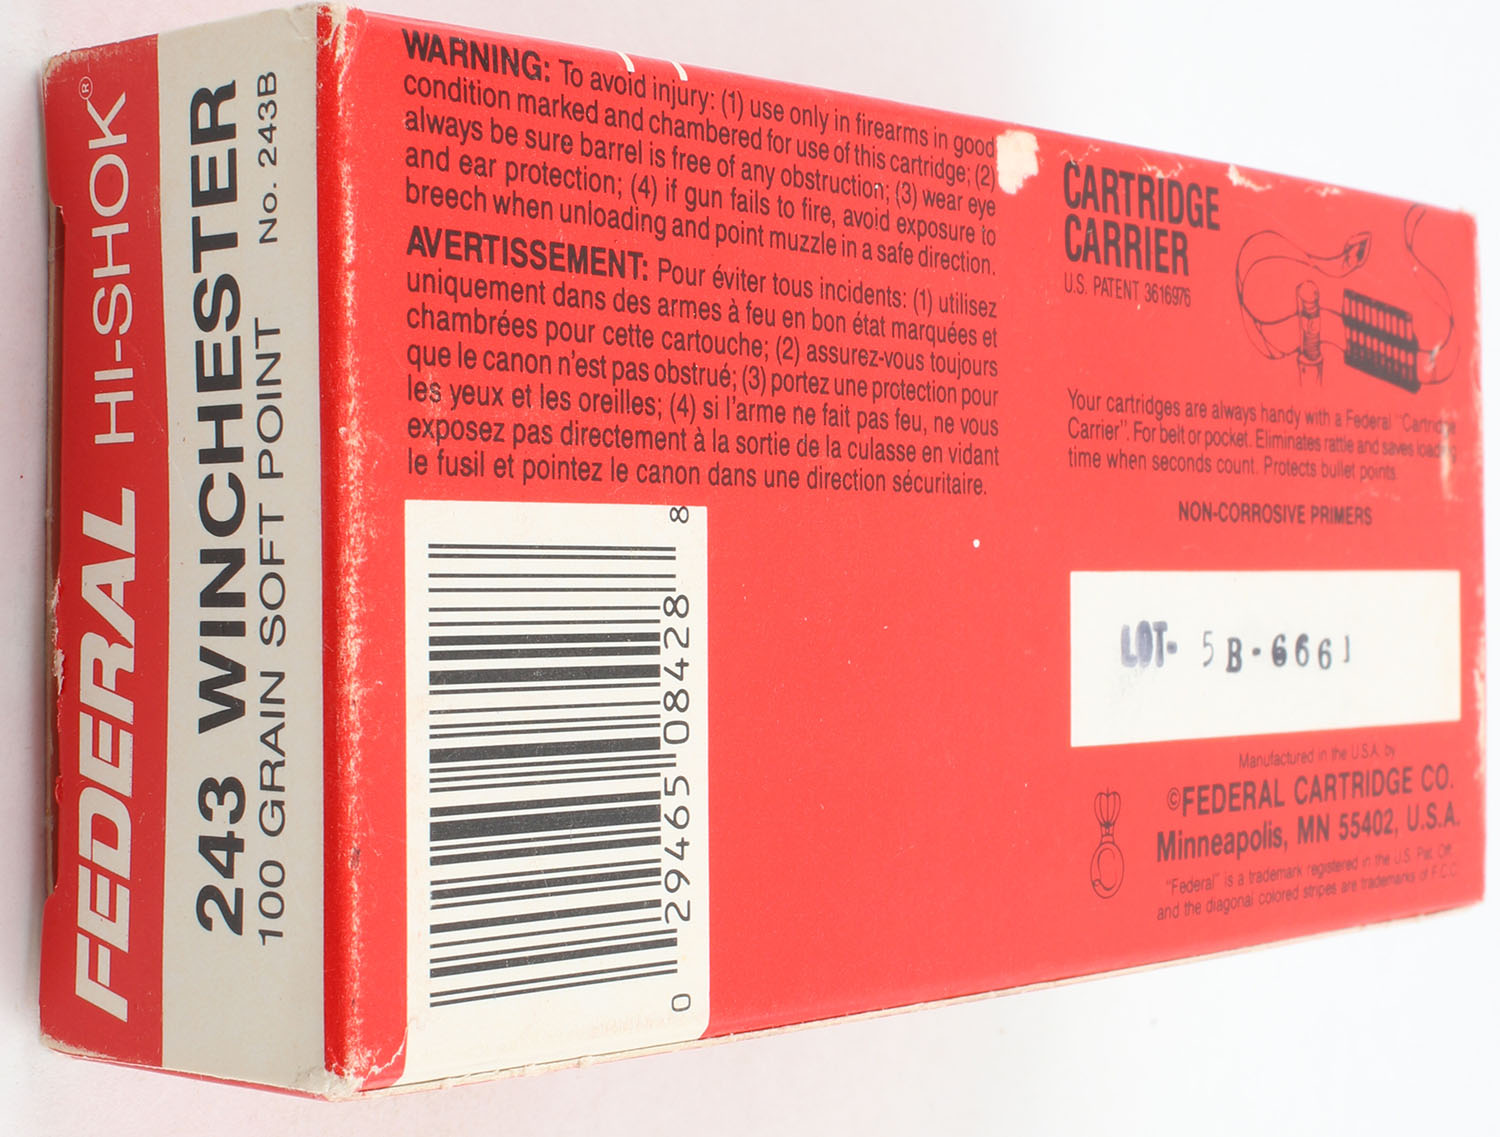 FEDERAL HI-SHOK®
243 WINCHESTER
100 GRAIN SOFT POINT No. 243B
WARNING: To avoid injury: (1) use only in firearms in good
condition marked and chambered for use of this cartridge; (2)
always be sure barrel is free of any obstruction; (3) wear eye
and ear protection; (4) if gun fails to fire, avoid exposure to
breech when unloading and point muzzle in a safe direction.
AVERTISSEMENT: Pour éviter tous incidents: (1) utilisez
uniquement dans des armes à feu en bon état marquées et
chambrées pour cette cartouche; (2) assurez-vous toujours
que le canon n'est pas obstrué; (3) portez une protection pour
les yeux et les oreilles; (4) si l'arme ne fait pas feu, ne vous
exposez pas directement à la sortie de la culasse en vidant
le fusil et pointez le canon dans une direction sécuritaire.
0 29465 08428 8
CARTRIDGE
CARRIER
U.S. PATENT 3616976
Your cartridges are always handy with a Federal "Cartridge
Carrier". For belt or pocket. Eliminates rattle and saves loading
time when seconds count. Protects bullet points.
NON-CORROSIVE PRIMERS
LOT- 5B-6661
Manufactured in the U.S.A. by
©FEDERAL CARTRIDGE CO.
Minneapolis, MN 55402, U.S.A.
"Federal" is a trademark registered in the U.S. Pat. Off.
and the diagonal colored stripes are trademarks of F.C.C.